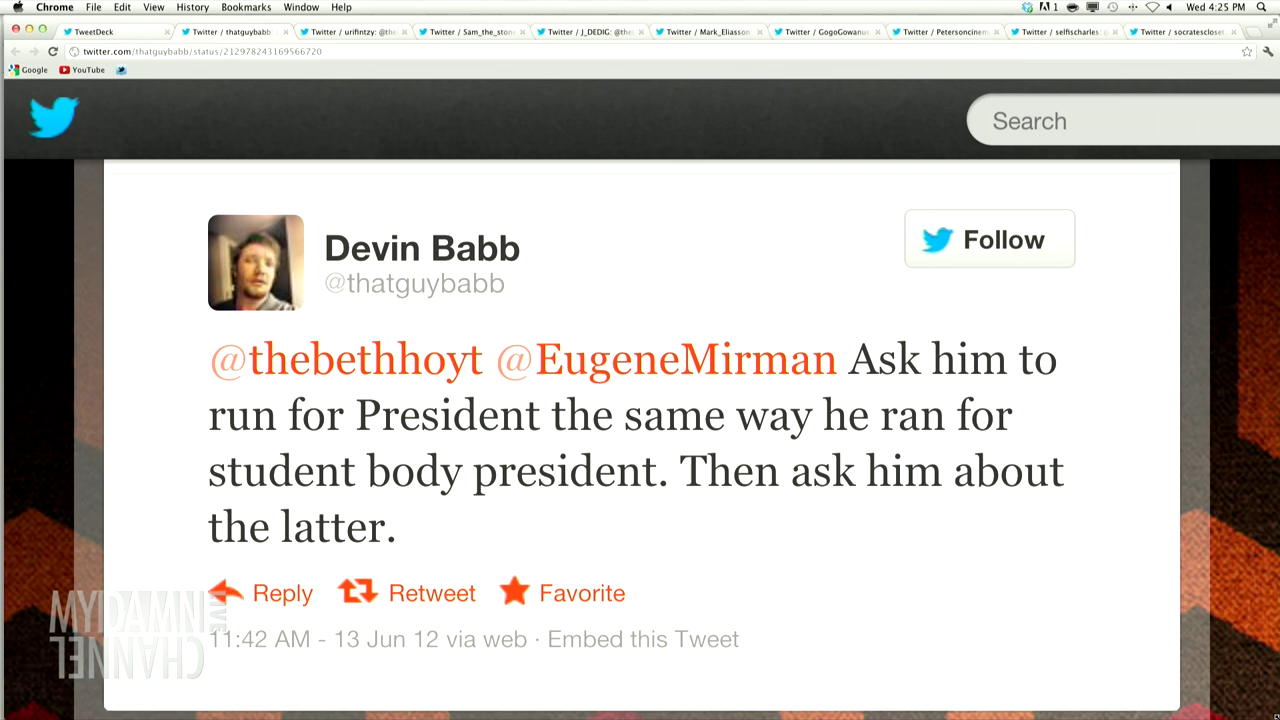 Chrome File Edit View History Bookmarks Window Help 1 Wed 4:25 PM
TweetDeck Twitter / thatguybabb Twitter / urifintzy: @the Twitter / Sam_the_stone Twitter / J_DEDIG: @the Twitter / Mark_Eliasson Twitter / GogoGowanus Twitter / Petersoncinem Twitter / selfischarles: Twitter / socratescloset
twitter.com/thatguybabb/status/212978243169566720
Google YouTube
Search
Devin Babb
@thatguybabb
Follow
@thebethhoyt @EugeneMirman Ask him to
run for President the same way he ran for
student body president. Then ask him about
the latter.
Reply Retweet Favorite
11:42 AM - 13 Jun 12 via web · Embed this Tweet
MY DAMN
CHANNEL
LIVE